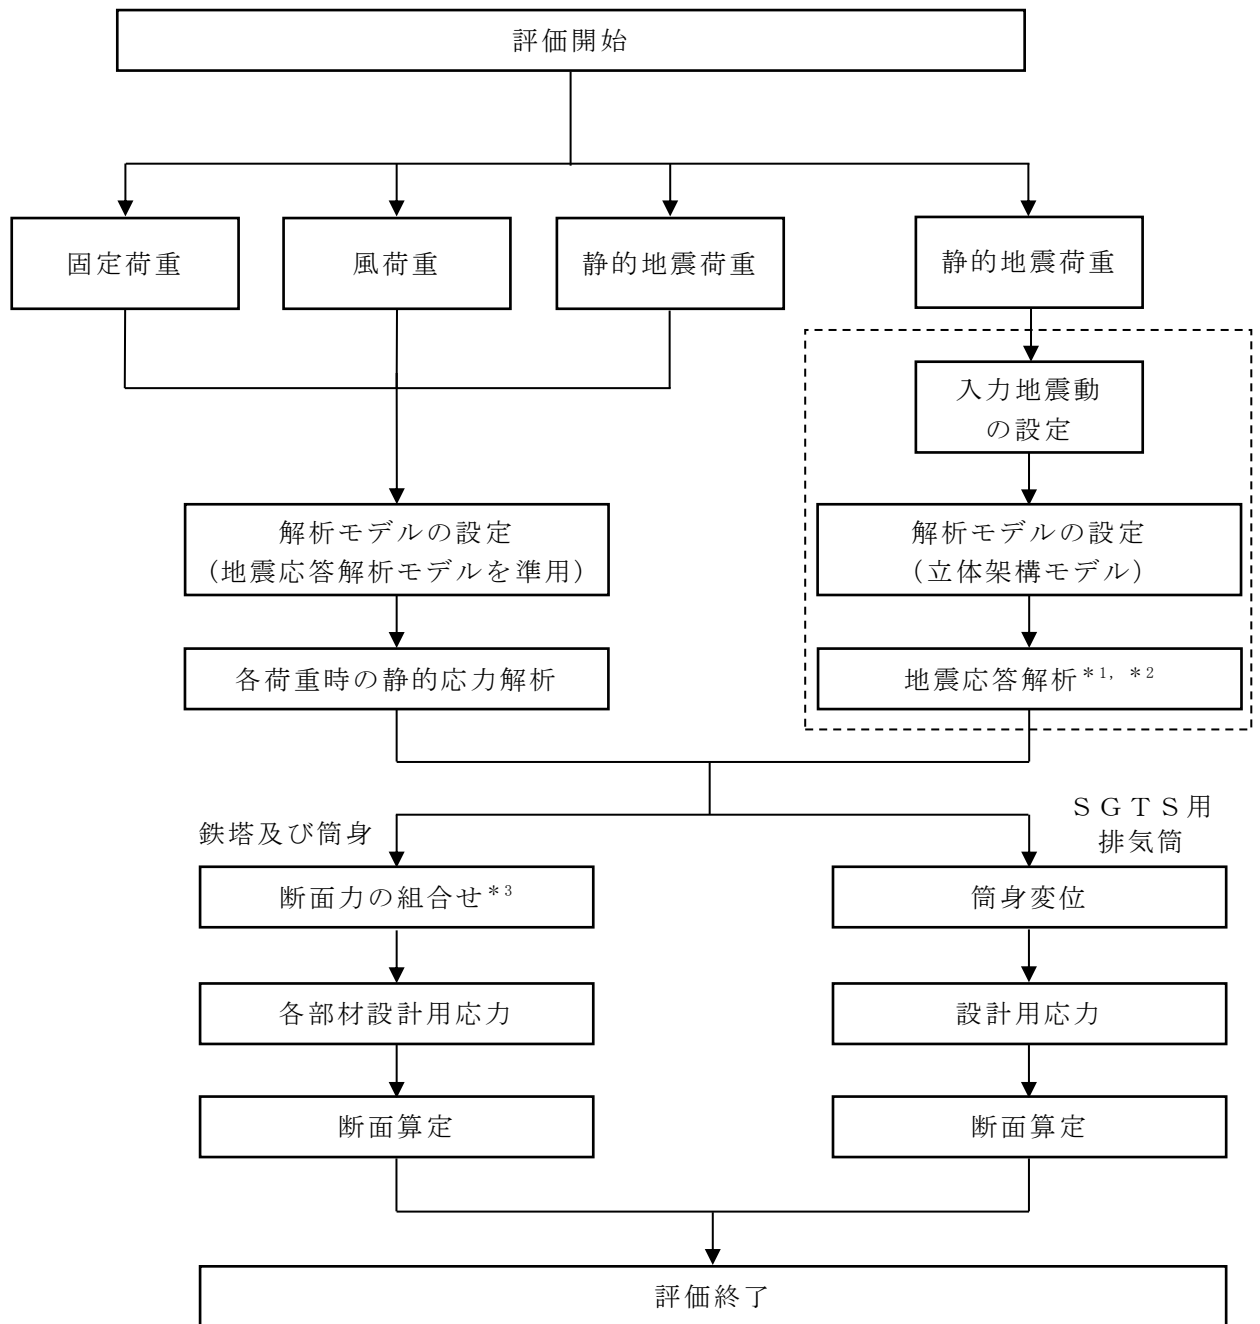 評価開始
固定荷重
風荷重
静的地震荷重
静的地震荷重
入力地震動
の設定
解析モデルの設定
（地震応答解析モデルを準用）
解析モデルの設定
（立体架構モデル）
各荷重時の静的応力解析
地震応答解析＊1，＊2
鉄塔及び筒身
ＳＧＴＳ用
排気筒
断面力の組合せ＊3
筒身変位
各部材設計用応力
設計用応力
断面算定
断面算定
評価終了